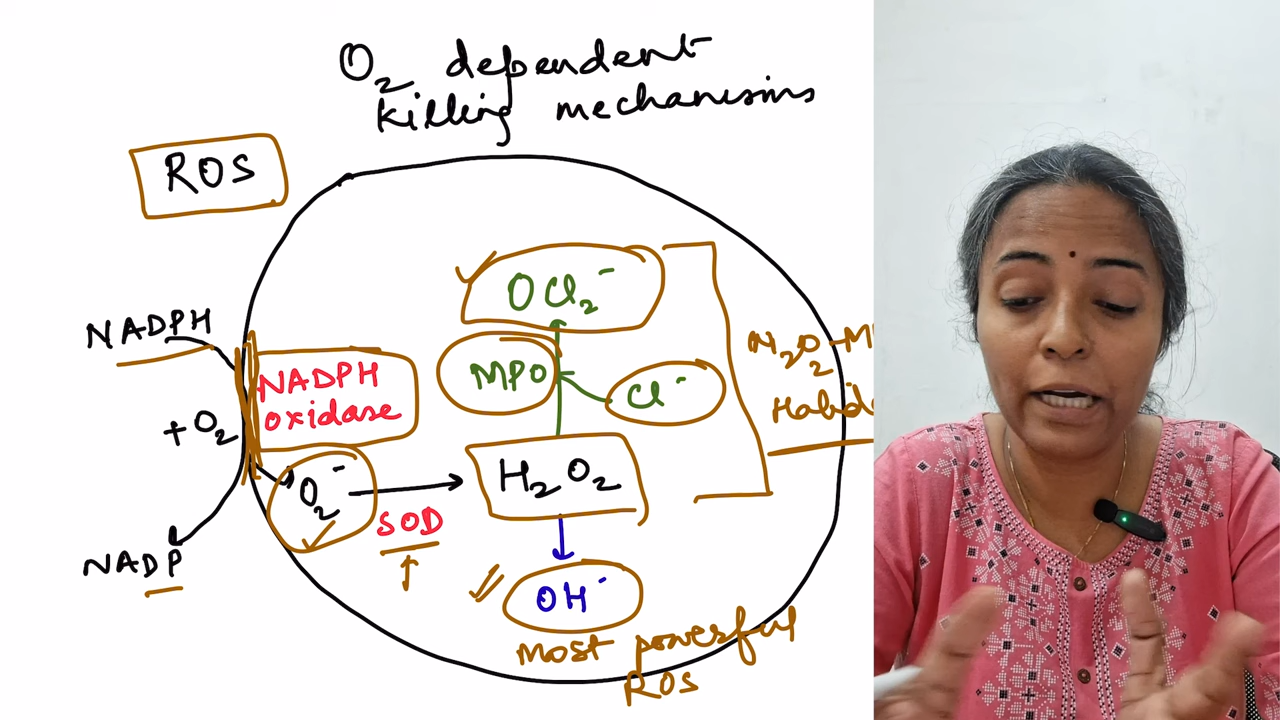 O₂ dependent
killing mechanisms
ROS
OCl₂⁻
NADPH
NADPH
oxidase
MPO
Cl⁻
+O₂
H₂O₂
O₂⁻
SOD
NADP
OH⁻
most powerful
ROS